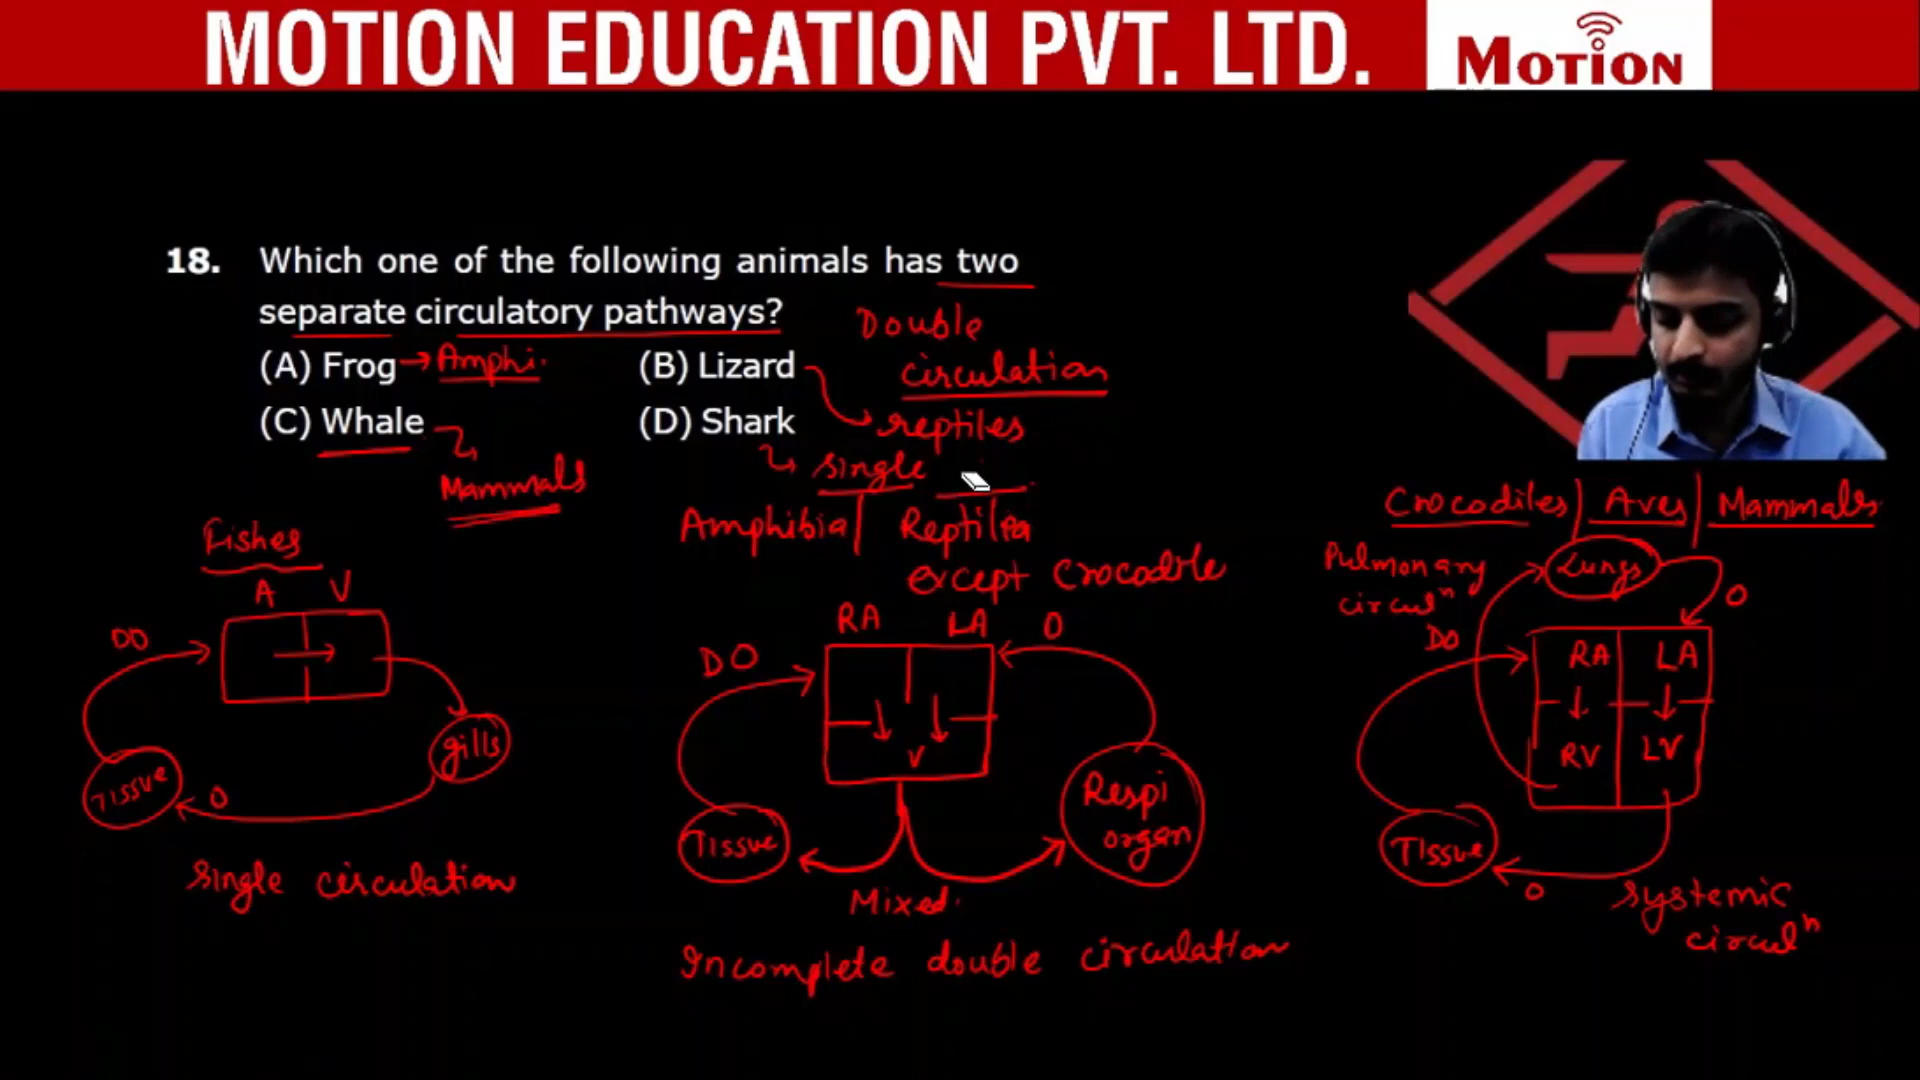 MOTION EDUCATION PVT. LTD.
MOTION
18. Which one of the following animals has two
separate circulatory pathways?
Double
circulation
(A) Frog → Amphi.
(B) Lizard
reptiles
(C) Whale
Mammals
(D) Shark
single
Fishes
A V
DO
gills
Tissue
O
Single circulation
Amphibia | Reptilia
except crocodile
RA LA O
DO
V
Tissue
Respi
organ
Mixed.
Incomplete double circulation
Crocodiles | Aves | Mammals
Pulmonary
circulⁿ
Lungs
O
DO
RA LA
RV LV
Tissue
O
Systemic
circulⁿ